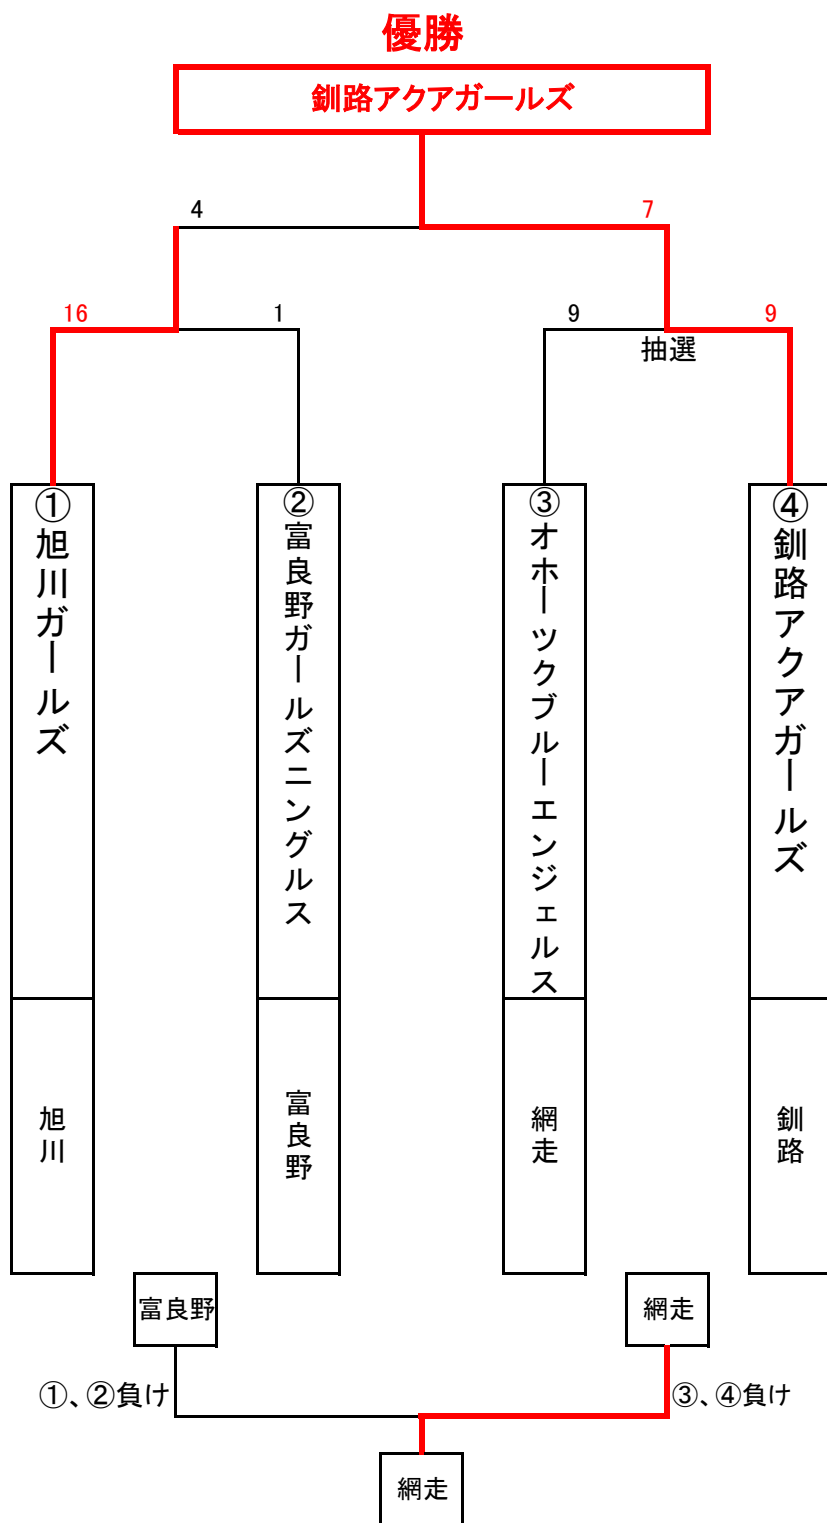 優勝
釧路アクアガールズ
4
7
16
1
9
9
抽選
①旭川ガールズ
②富良野ガールズニングルス
③オホーツクブルーエンジェルス
④釧路アクアガールズ
旭川
富良野
網走
釧路
富良野
網走
①、②負け
③、④負け
網走